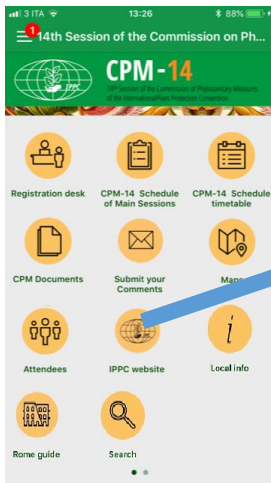 3 ITA 13:26 88%
1
14th Session of the Commission on Ph...
IPPC
CPM-14
14th Session of the Commission of Phytosanitary Measures
of the International Plant Protection Convention
Registration desk
CPM-14 Schedule
of Main Sessions
CPM-14 Schedule
timetable
CPM Documents
Submit your
Comments
Maps
Attendees
IPPC website
Local info
Rome guide
Search